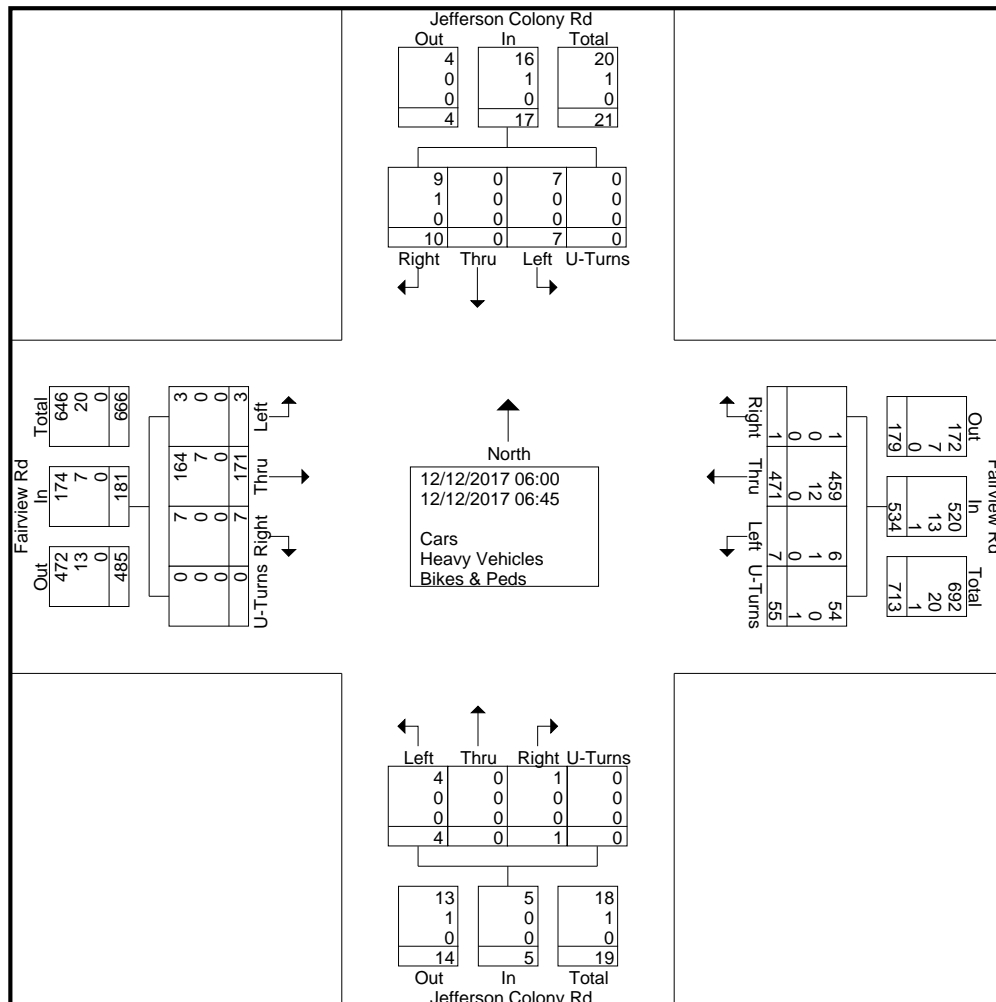 Jefferson Colony Rd
Out In Total
4 16 20
0 1 1
0 0 0
4 17 21
9 0 7 0
1 0 0 0
0 0 0 0
10 0 7 0
Right Thru Left U-Turns
Fairview Rd
Total In Out
646 174 472
20 7 13
0 0 0
666 181 485
3 164 7 0
0 7 0 0
0 0 0 0
3 171 7 0
Left Thru Right U-Turns
North
12/12/2017 06:00
12/12/2017 06:45
Cars
Heavy Vehicles
Bikes & Peds
Right Thru Left U-Turns
1 459 6 54
0 12 1 0
0 0 0 1
1 471 7 55
172 520 692
7 13 20
0 1 1
179 534 713
Out In Total
Fairview Rd
Left Thru Right U-Turns
4 0 1 0
0 0 0 0
0 0 0 0
4 0 1 0
13 5 18
1 0 1
0 0 0
14 5 19
Out In Total
Jefferson Colony Rd